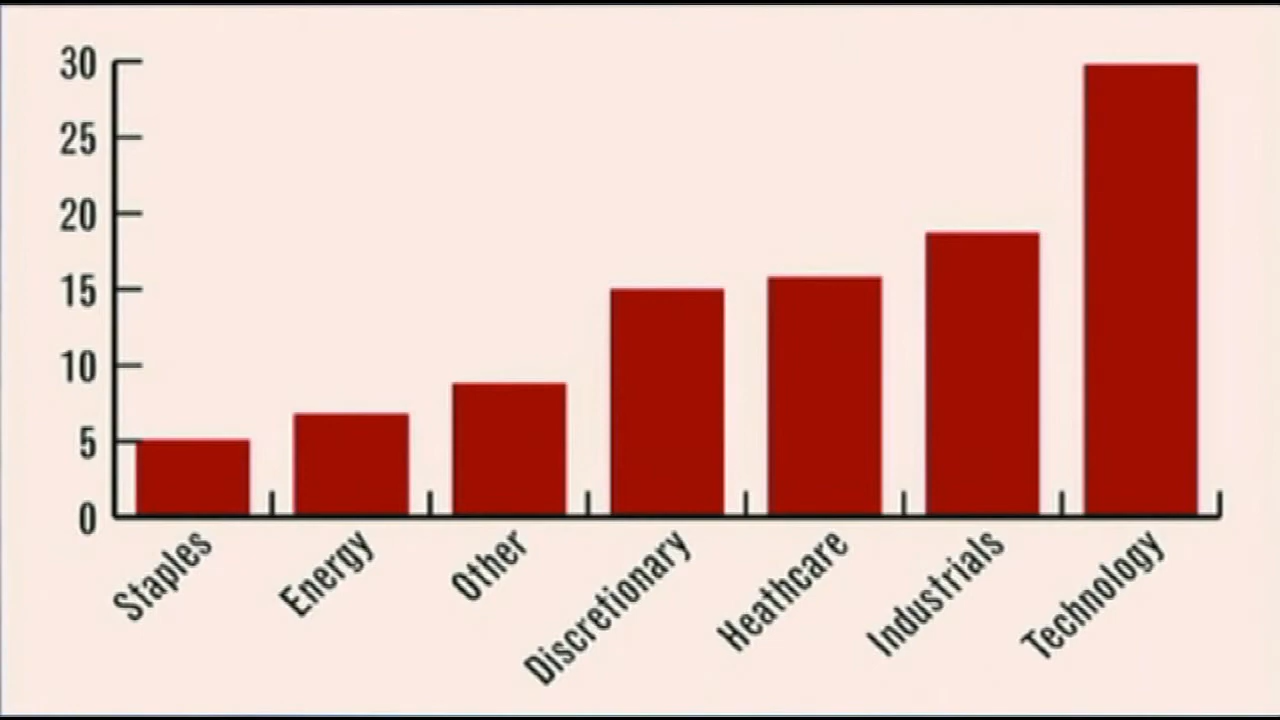 30
25
20
15
10
5
0
Staples
Energy
Other
Discretionary
Heathcare
Industrials
Technology